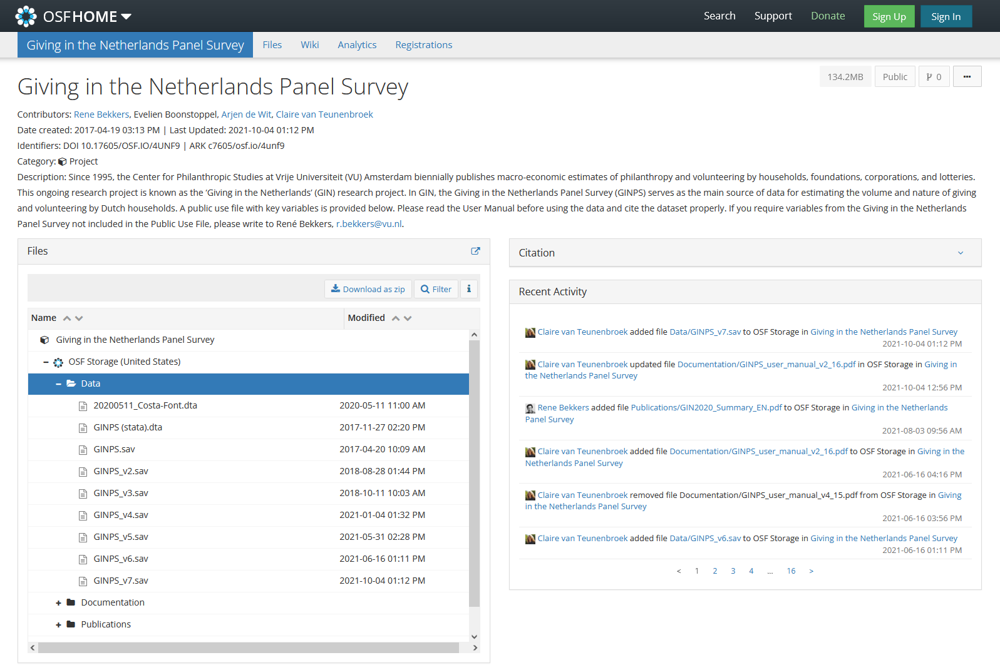 OSFHOME
Search
Support
Donate
Sign Up
Sign In
Giving in the Netherlands Panel Survey
Files
Wiki
Analytics
Registrations
134.2MB
Public
0
Giving in the Netherlands Panel Survey
Contributors: Rene Bekkers, Evelien Boonstoppel, Arjen de Wit, Claire van Teunenbroek
Date created: 2017-04-19 03:13 PM | Last Updated: 2021-10-04 01:12 PM
Identifiers: DOI 10.17605/OSF.IO/4UNF9 | ARK c7605/osf.io/4unf9
Category: Project
Description: Since 1995, the Center for Philanthropic Studies at Vrije Universiteit (VU) Amsterdam biennially publishes macro-economic estimates of philanthropy and volunteering by households, foundations, corporations, and lotteries.
This ongoing research project is known as the ‘Giving in the Netherlands’ (GIN) research project. In GIN, the Giving in the Netherlands Panel Survey (GINPS) serves as the main source of data for estimating the volume and nature of giving
and volunteering by Dutch households. A public use file with key variables is provided below. Please read the User Manual before using the data and cite the dataset properly. If you require variables from the Giving in the Netherlands
Panel Survey not included in the Public Use File, please write to René Bekkers, r.bekkers@vu.nl.
Files
Download as zip
Filter
Name
Modified
Giving in the Netherlands Panel Survey
OSF Storage (United States)
Data
20200511_Costa-Font.dta 2020-05-11 11:00 AM
GINPS (stata).dta 2017-11-27 02:20 PM
GINPS.sav 2017-04-20 10:09 AM
GINPS_v2.sav 2018-08-28 01:44 PM
GINPS_v3.sav 2018-10-11 10:03 AM
GINPS_v4.sav 2021-01-04 01:32 PM
GINPS_v5.sav 2021-05-31 02:28 PM
GINPS_v6.sav 2021-06-16 01:11 PM
GINPS_v7.sav 2021-10-04 01:12 PM
Documentation
Publications
Citation
Recent Activity
Claire van Teunenbroek added file Data/GINPS_v7.sav to OSF Storage in Giving in the Netherlands Panel Survey
2021-10-04 01:12 PM
Claire van Teunenbroek updated file Documentation/GINPS_user_manual_v2_16.pdf in OSF Storage in Giving in
the Netherlands Panel Survey
2021-10-04 12:56 PM
Rene Bekkers added file Publications/GIN2020_Summary_EN.pdf to OSF Storage in Giving in the Netherlands
Panel Survey
2021-08-03 09:56 AM
Claire van Teunenbroek added file Documentation/GINPS_user_manual_v2_16.pdf to OSF Storage in Giving in the
Netherlands Panel Survey
2021-06-16 04:16 PM
Claire van Teunenbroek removed file Documentation/GINPS_user_manual_v4_15.pdf from OSF Storage in Giving
in the Netherlands Panel Survey
2021-06-16 03:56 PM
Claire van Teunenbroek added file Data/GINPS_v6.sav to OSF Storage in Giving in the Netherlands Panel Survey
2021-06-16 01:11 PM
< 1 2 3 4 ... 16 >